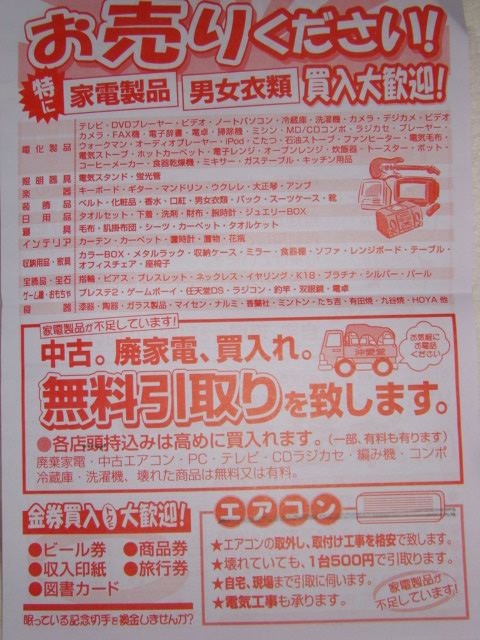 お売りください!
特に 家電製品 男女衣類 買入大歓迎!
電化製品 テレビ・DVDプレーヤー・ビデオ・ノートパソコン・冷蔵庫・洗濯機・カメラ・デジカメ・ビデオ
カメラ・FAX機・電子辞書・電卓・掃除機・ミシン・MD/CDコンポ・ラジカセ・プレーヤー・
ウォークマン・オーディオプレーヤー・iPod・こたつ・石油ストーブ・ファンヒーター・電気毛布・
電気ストーブ・ホットカーペット・電子レンジ・オーブンレンジ・炊飯器・トースター・ポット・
コーヒーメーカー・食器乾燥機・ミキサー・ガステーブル・キッチン用品
照明器具 電気スタンド・蛍光管
楽器 キーボード・ギター・マンドリン・ウクレレ・大正琴・アンプ
装飾品 ベルト・化粧品・香水・口紅・男女衣類・バック・スーツケース・靴
日用品 タオルセット・下着・洗剤・財布・腕時計・ジュエリーBOX
寝具 毛布・肌掛布団・シーツ・カーペット・タオルケット
インテリア カーテン・カーペット・置時計・置物・花瓶
収納用品・家具 カラーBOX・メタルラック・収納ケース・ミラー・食器棚・ソファ・レンジボード・テーブル・
オフィスチェア・座椅子
宝飾品・宝石 指輪・ピアス・ブレスレット・ネックレス・イヤリング・K18・プラチナ・シルバー・パール
ゲーム機・おもちゃ プレステ2・ゲームボーイ・任天堂DS・ラジコン・釣竿・双眼鏡・電卓
食器 漆器・陶器・ガラス製品・マイセン・ナルミ・香蘭社・ミントン・たち吉・有田焼・九谷焼・HOYA 他
家電製品が不足しています!
中古。廃家電、買入れ。
沖愛堂
お気軽に
お電話
ください
無料引取りを致します。
●各店頭持込みは高めに買入れます。(一部、有料も有ります)
廃棄家電・中古エアコン・PC・テレビ・CDラジカセ・編み機・コンポ
冷蔵庫・洗濯機、壊れた商品は無料又は有料。
金券買入も大歓迎!
●ビール券 ●商品券
●収入印紙 ●旅行券
●図書カード
眠っている記念切手を換金しませんか?
エアコン
★エアコンの取外し、取付け工事を格安で致します。
★壊れていても、1台500円で引取ります。
★自宅、現場まで引取に伺います。
★電気工事も承ります。
家電製品が
不足しています!